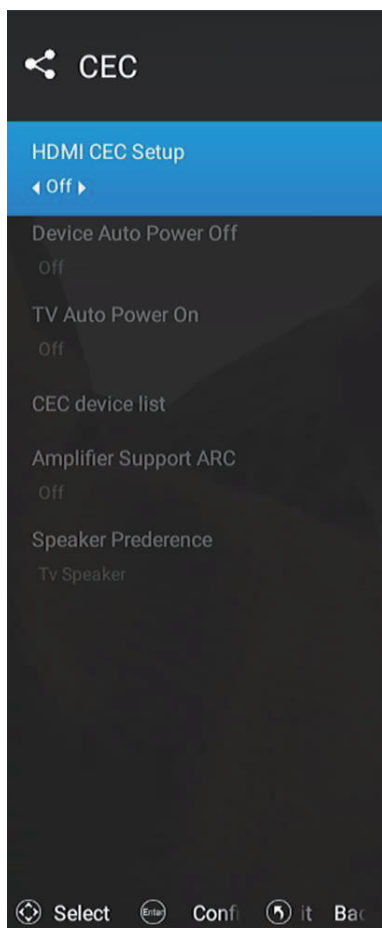 CEC
HDMI CEC Setup
Off
Device Auto Power Off
Off
TV Auto Power On
Off
CEC device list
Amplifier Support ARC
Off
Speaker Prederence
Tv Speaker
Select Enter Confi it Bac